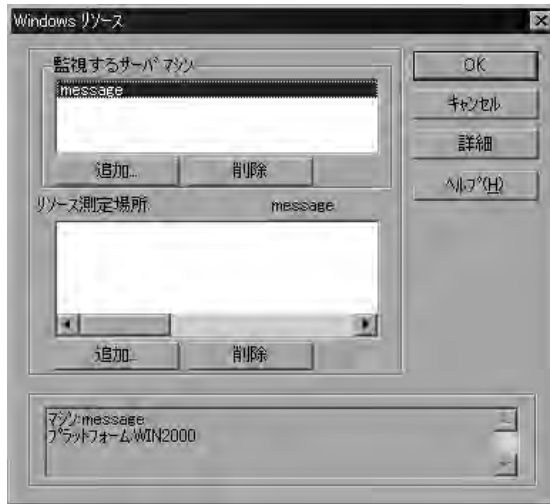 Windows リソース
監視するサーバ マシン
message
追加...
削除
リソース測定場所
message
追加...
削除
OK
キャンセル
詳細
ヘルプ(H)
マシン:message
プラットフォーム:WIN2000